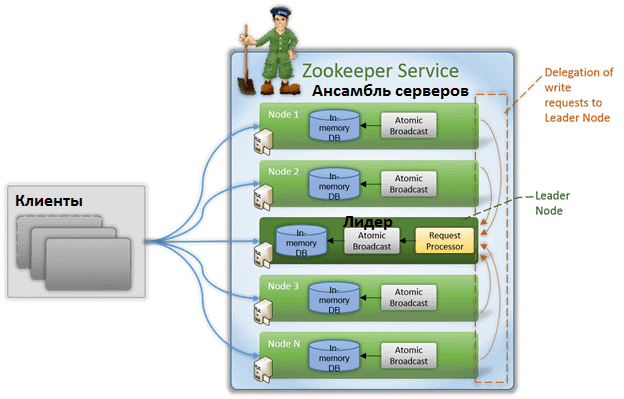 Zookeeper Service
Ансамбль серверов
Delegation of
write
requests to
Leader Node
Node 1
In-
memory
DB
Atomic
Broadcast
Node 2
In-
memory
DB
Atomic
Broadcast
Клиенты
Leader
Node
Лидер
In-
memory
DB
Atomic
Broadcast
Request
Processor
Node 3
In-
memory
DB
Atomic
Broadcast
Node N
In-
memory
DB
Atomic
Broadcast